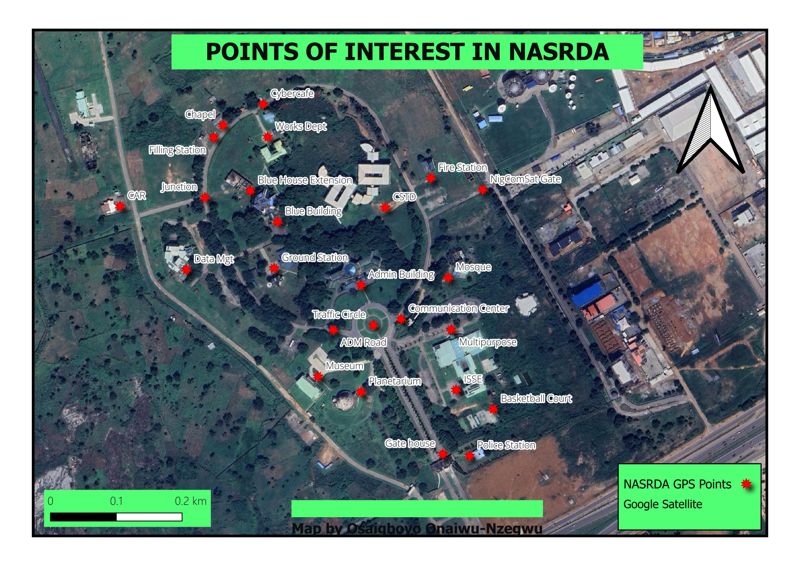 POINTS OF INTEREST IN NASRDA
Cybercafe
Chapel
Works Dept
Filling Station
Fire Station
NigComSat Gate
Blue House Extension
Junction
CAR
CSTD
Blue Building
Ground Station
Data Mgt
Admin Building
Mosque
Communication Center
Traffic Circle
ADM Road
Multipurpose
Museum
Planetarium
ISSE
Basketball Court
Gate house
Police Station
NASRDA GPS Points
Google Satellite
0 0.1 0.2 km
Map by Osaigboyo Onaiwu-Nzegwu